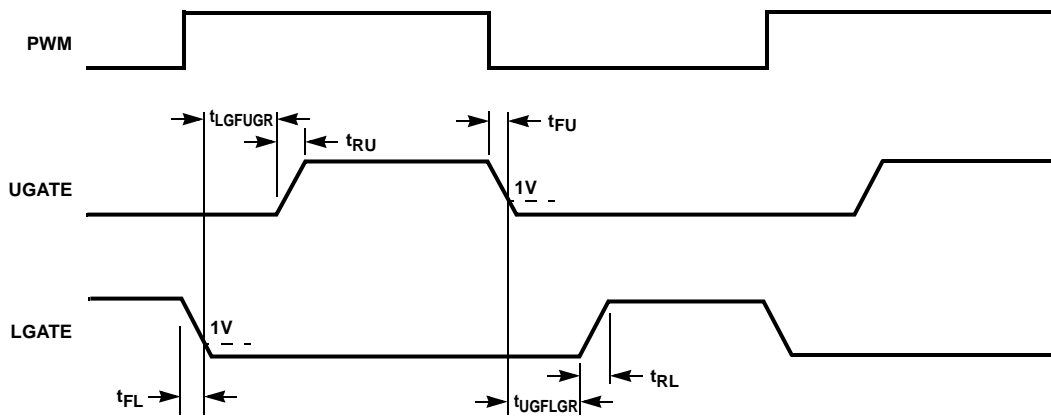 PWM
tLGFUGR
tRU
tFU
UGATE
1V
LGATE
1V
tFL
tRL
tUGFLGR